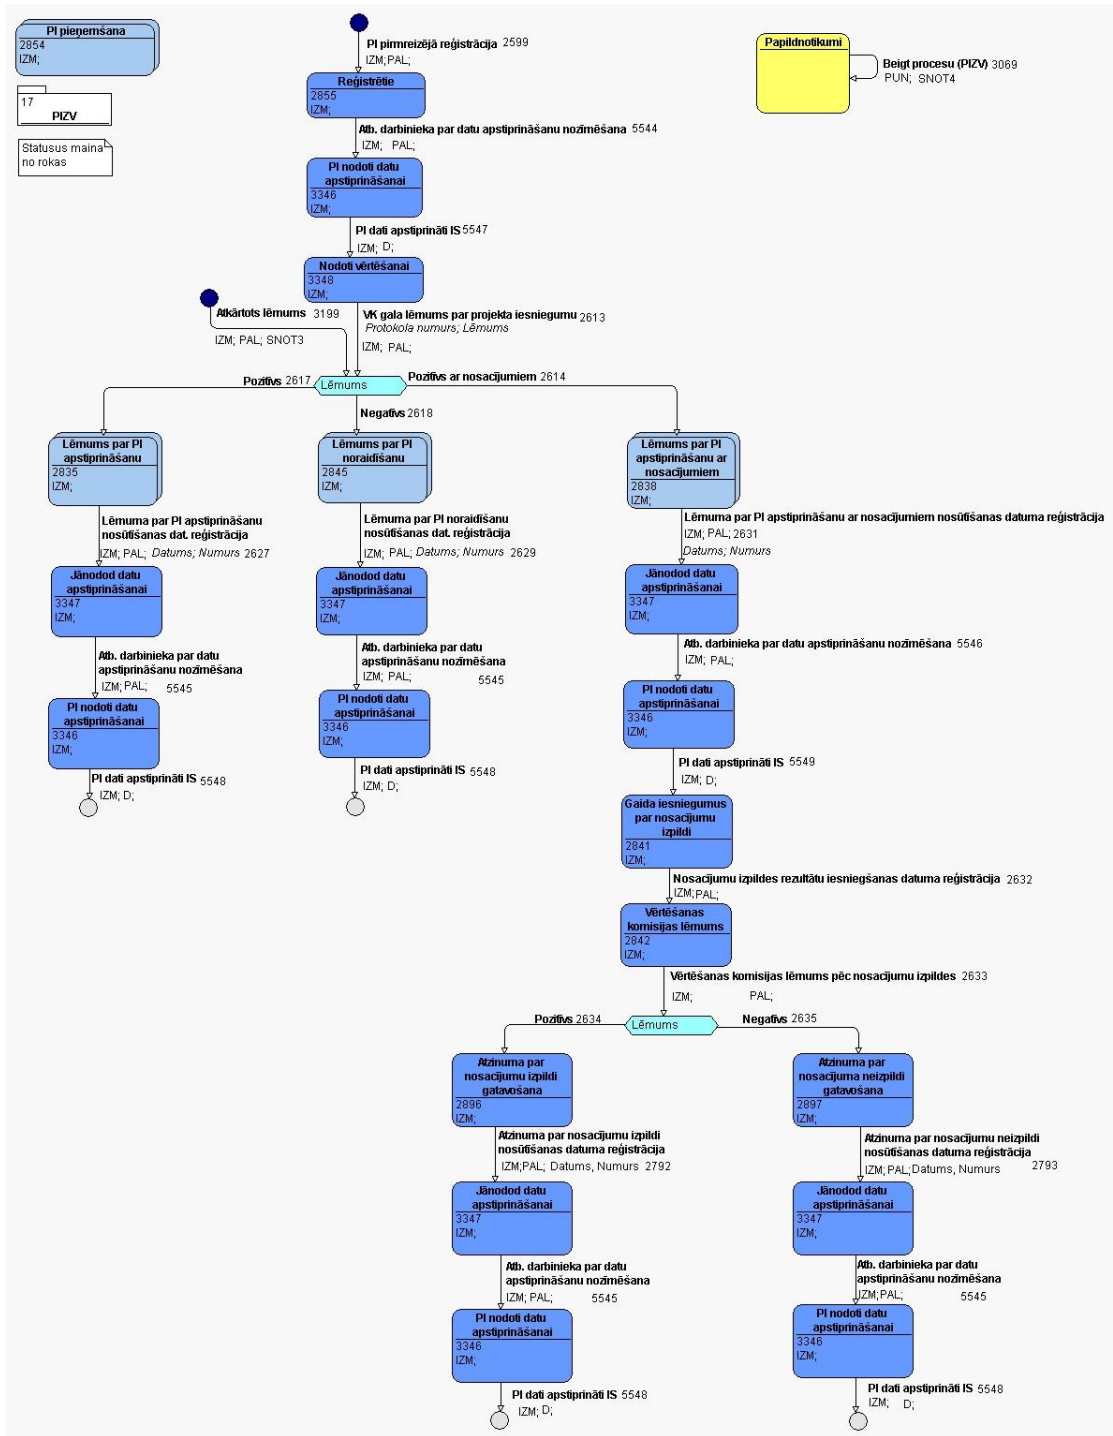 PI pieņemšana
2854
IZM;
17
PIZV
Statusus maina
no rokas
PI pirmreizējā reģistrācija 2599
IZM;PAL;
Papildnotikumi
Beigt procesu (PIZV) 3069
PUN; SNOT4
Reģistrētie
2855
IZM;
Atb. darbinieka par datu apstiprināšanu nozīmēšana 5544
IZM; PAL;
PI nodoti datu
apstiprināšanai
3346
IZM;
PI dati apstiprināti IS 5547
IZM; D;
Nodoti vērtēšanai
3348
IZM;
Atkārtots lēmums 3199
IZM; PAL; SNOT3
VK gala lēmums par projekta iesniegumu 2613
Protokola numurs; Lēmums
IZM; PAL;
Pozitīvs 2617
Lēmums
Pozitīvs ar nosacījumiem 2614
Negatīvs 2618
Lēmums par PI
apstiprināšanu
2835
IZM;
Lēmuma par PI apstiprināšanu
nosūtīšanas dat. reģistrācija
IZM; PAL; Datums; Numurs 2627
Jānodod datu
apstiprināšanai
3347
IZM;
Atb. darbinieka par datu
apstiprināšanu nozīmēšana
IZM; PAL; 5545
PI nodoti datu
apstiprināšanai
3346
IZM;
PI dati apstiprināti IS 5548
IZM; D;
Lēmums par PI
noraidīšanu
2845
IZM;
Lēmuma par PI noraidīšanu
nosūtīšanas dat. reģistrācija
IZM; PAL; Datums; Numurs 2629
Jānodod datu
apstiprināšanai
3347
IZM;
Atb. darbinieka par datu
apstiprināšanu nozīmēšana
IZM; PAL; 5545
PI nodoti datu
apstiprināšanai
3346
IZM;
PI dati apstiprināti IS 5548
IZM; D;
Lēmums par PI
apstiprināšanu ar
nosacījumiem
2838
IZM;
Lēmuma par PI apstiprināšanu ar nosacījumiem nosūtīšanas datuma reģistrācija
IZM; PAL; 2631
Datums; Numurs
Jānodod datu
apstiprināšanai
3347
IZM;
Atb. darbinieka par datu apstiprināšanu nozīmēšana 5546
IZM; PAL;
PI nodoti datu
apstiprināšanai
3346
IZM;
PI dati apstiprināti IS 5549
IZM; D;
Gaida iesniegumus
par nosacījumu
izpildi
2841
IZM;
Nosacījumu izpildes rezultātu iesniegšanas datuma reģistrācija 2632
IZM;PAL;
Vērtēšanas
komisijas lēmums
2842
IZM;
Vērtēšanas komisijas lēmums pēc nosacījumu izpildes 2633
IZM; PAL;
Pozitīvs 2634
Lēmums
Negatīvs 2635
Atzinuma par
nosacījumu izpildi
gatavošana
2896
IZM;
Atzinuma par nosacījumu izpildi
nosūtīšanas datuma reģistrācija
IZM;PAL; Datums, Numurs 2792
Jānodod datu
apstiprināšanai
3347
IZM;
Atb. darbinieka par datu
apstiprināšanu nozīmēšana
IZM; PAL; 5545
PI nodoti datu
apstiprināšanai
3346
IZM;
PI dati apstiprināti IS 5548
IZM; D;
Atzinuma par
nosacījuma neizpildi
gatavošana
2897
IZM;
Atzinuma par nosacījumu neizpildi
nosūtīšanas datuma reģistrācija
IZM;PAL;Datums, Numurs 2793
Jānodod datu
apstiprināšanai
3347
IZM;
Atb. darbinieka par datu
apstiprināšanu nozīmēšana
IZM;PAL; 5545
PI nodoti datu
apstiprināšanai
3346
IZM;
PI dati apstiprināti IS 5548
IZM; D;